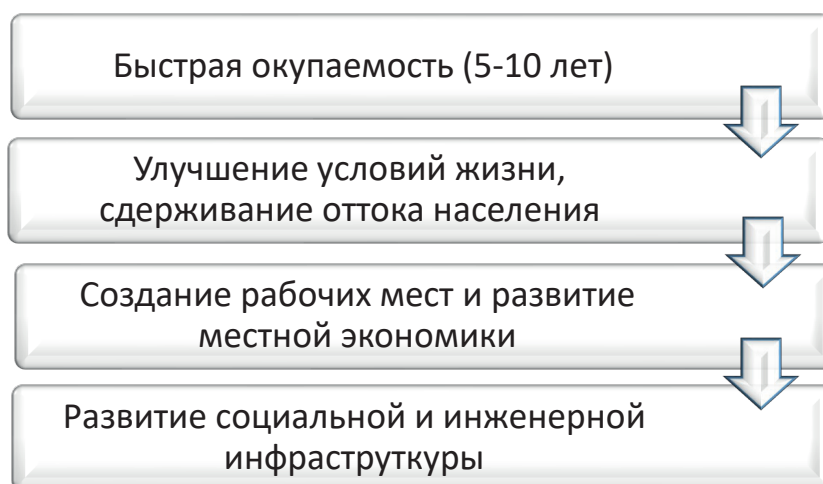 Быстрая окупаемость (5-10 лет)
Улучшение условий жизни,
сдерживание оттока населения
Создание рабочих мест и развитие
местной экономики
Развитие социальной и инженерной
инфраструткуры